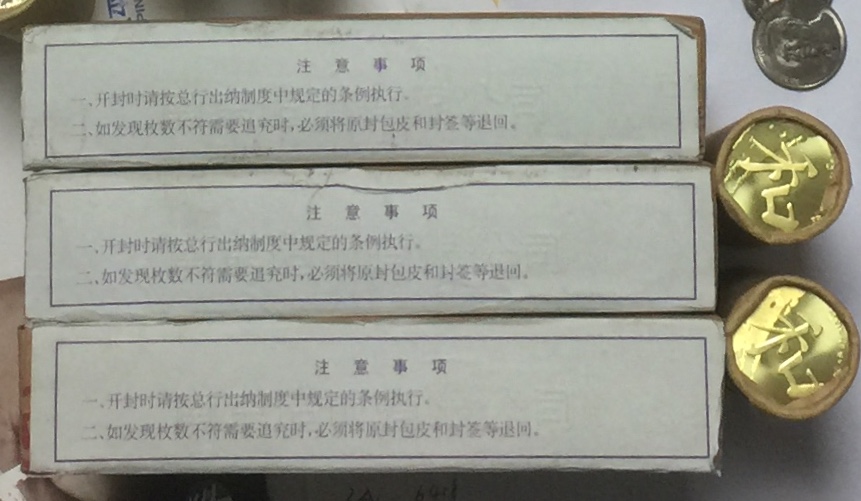 注意事项
一、开封时请按总行出纳制度中规定的条例执行。
二、如发现枚数不符需要追究时，必须将原封包皮和封签等退回。
和
注意事项
一、开封时请按总行出纳制度中规定的条例执行。
二、如发现枚数不符需要追究时，必须将原封包皮和封签等退回。
和
注意事项
一、开封时请按总行出纳制度中规定的条例执行。
二、如发现枚数不符需要追究时，必须将原封包皮和封签等退回。